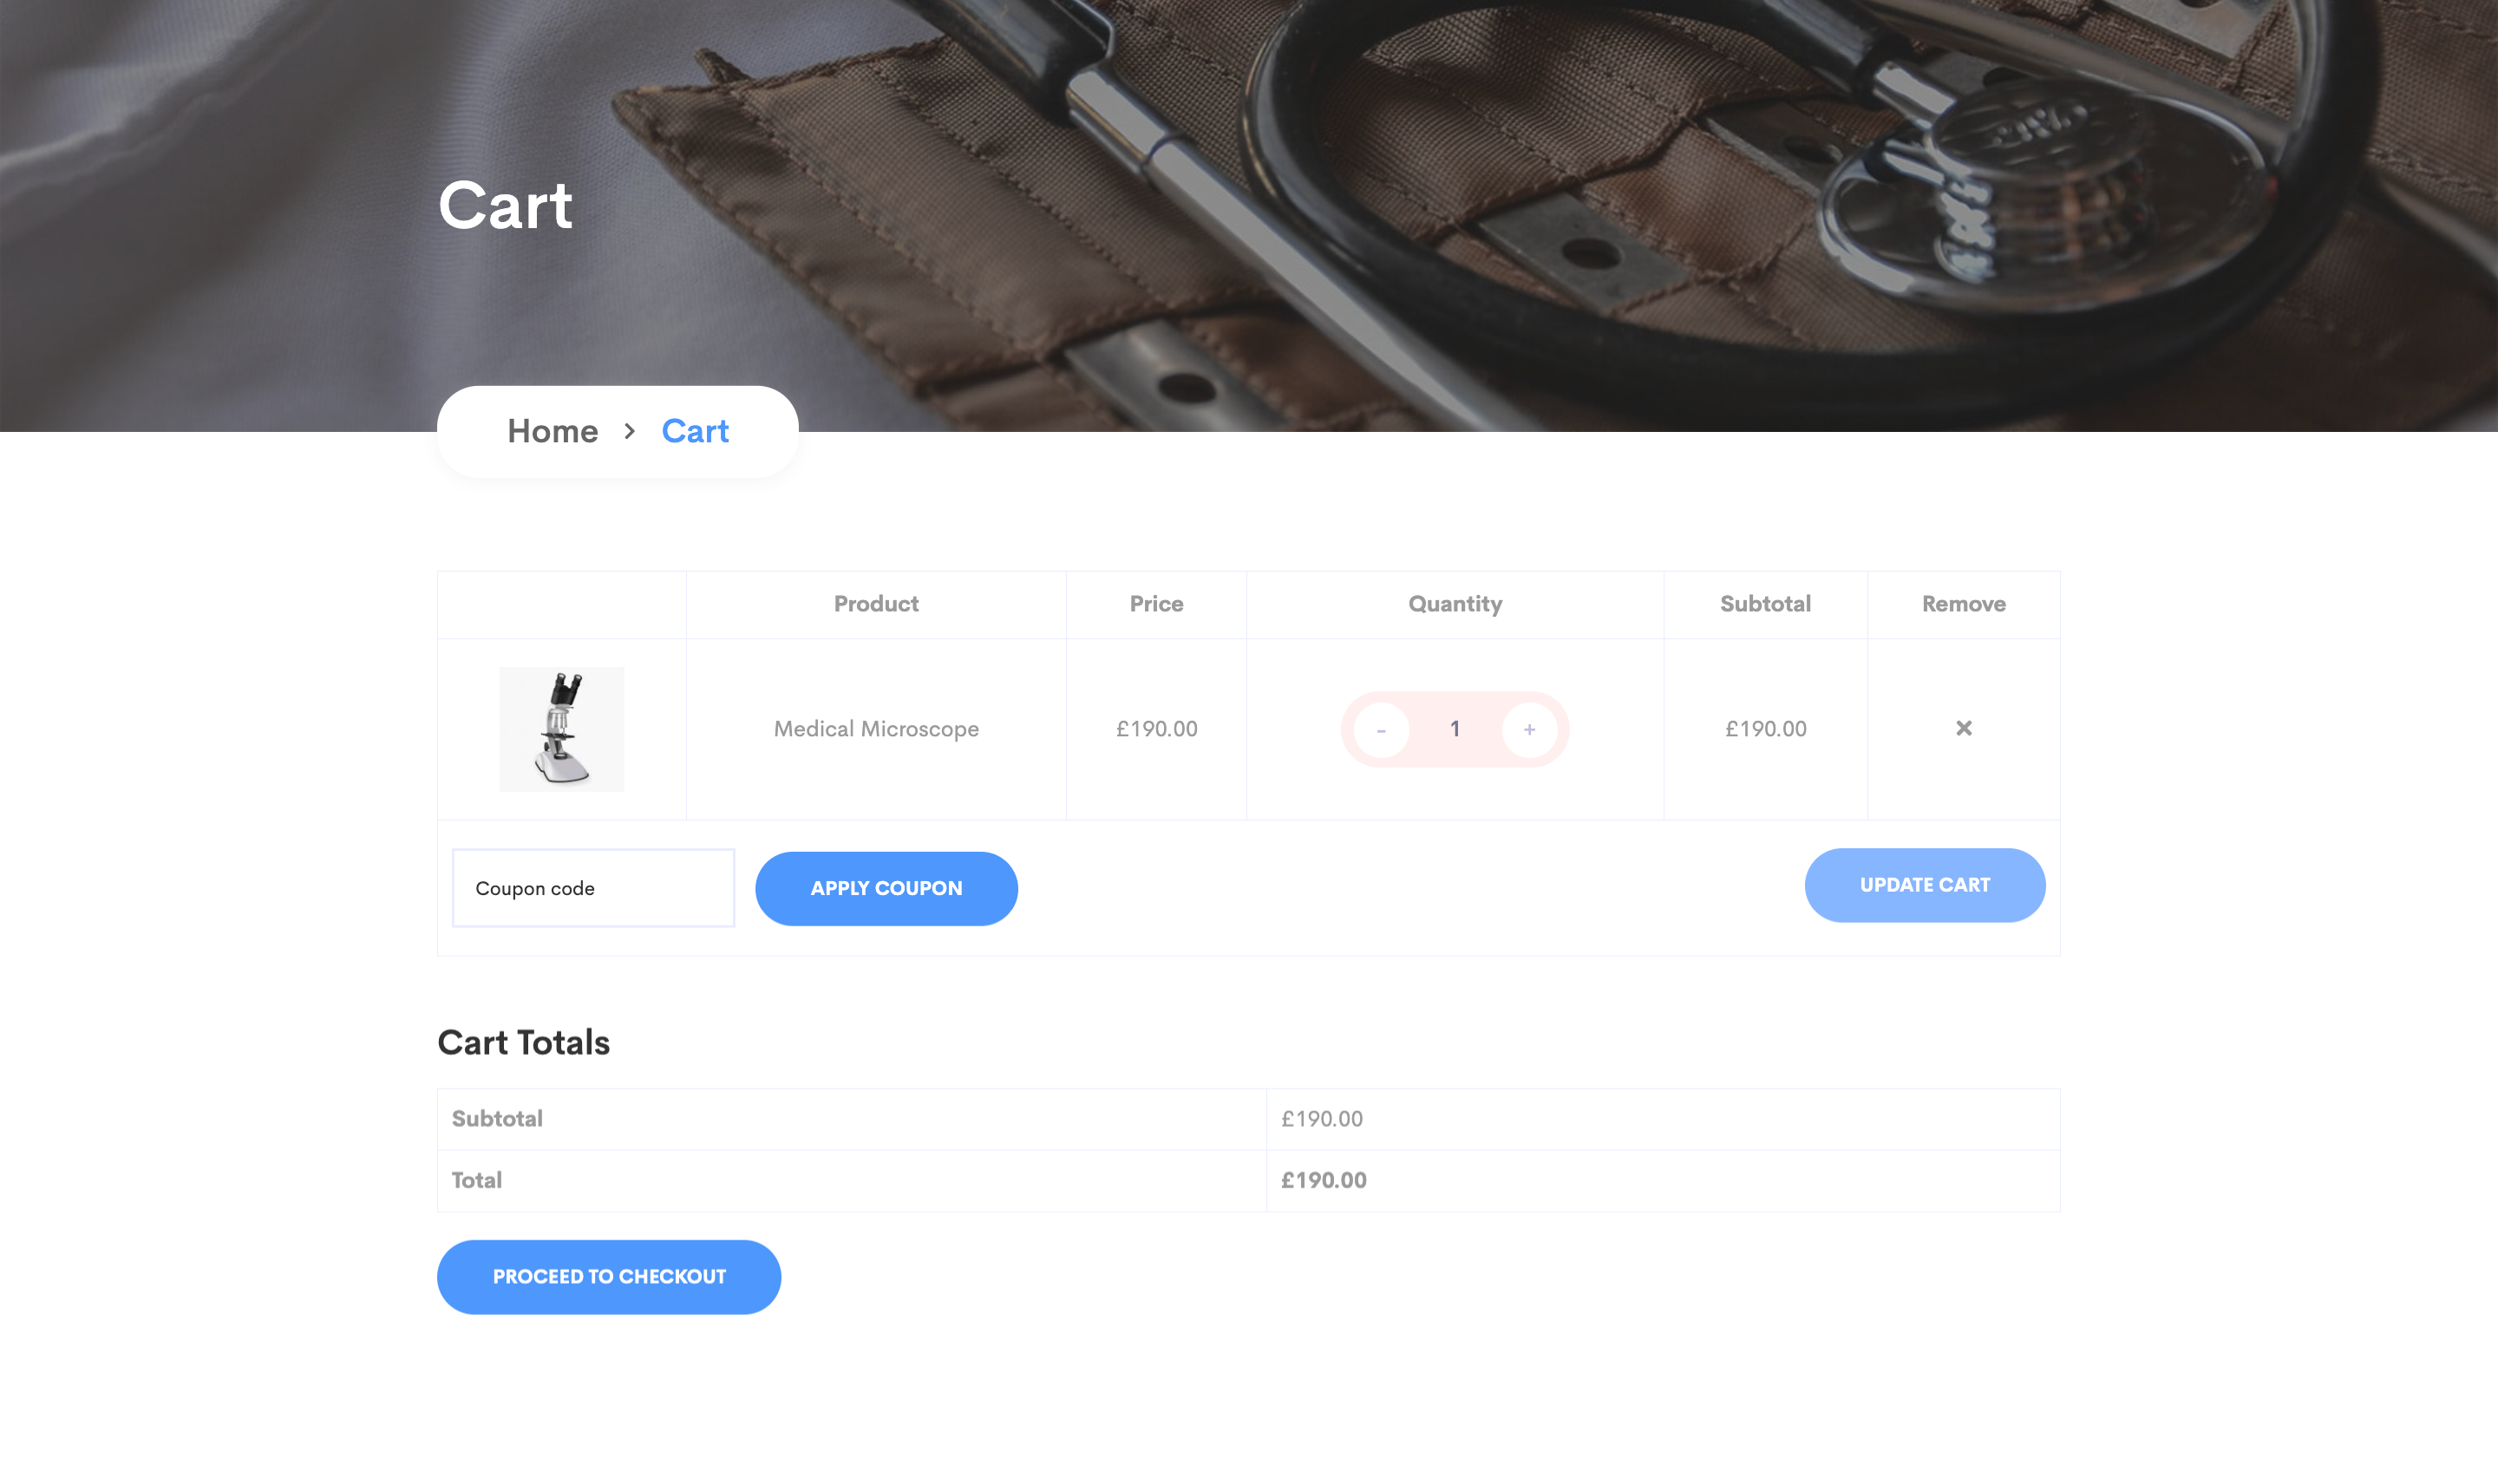 Cart
Home > Cart
Product Price Quantity Subtotal Remove
Medical Microscope £190.00 - 1 + £190.00 ×
Coupon code APPLY COUPON UPDATE CART
Cart Totals
Subtotal £190.00
Total £190.00
PROCEED TO CHECKOUT